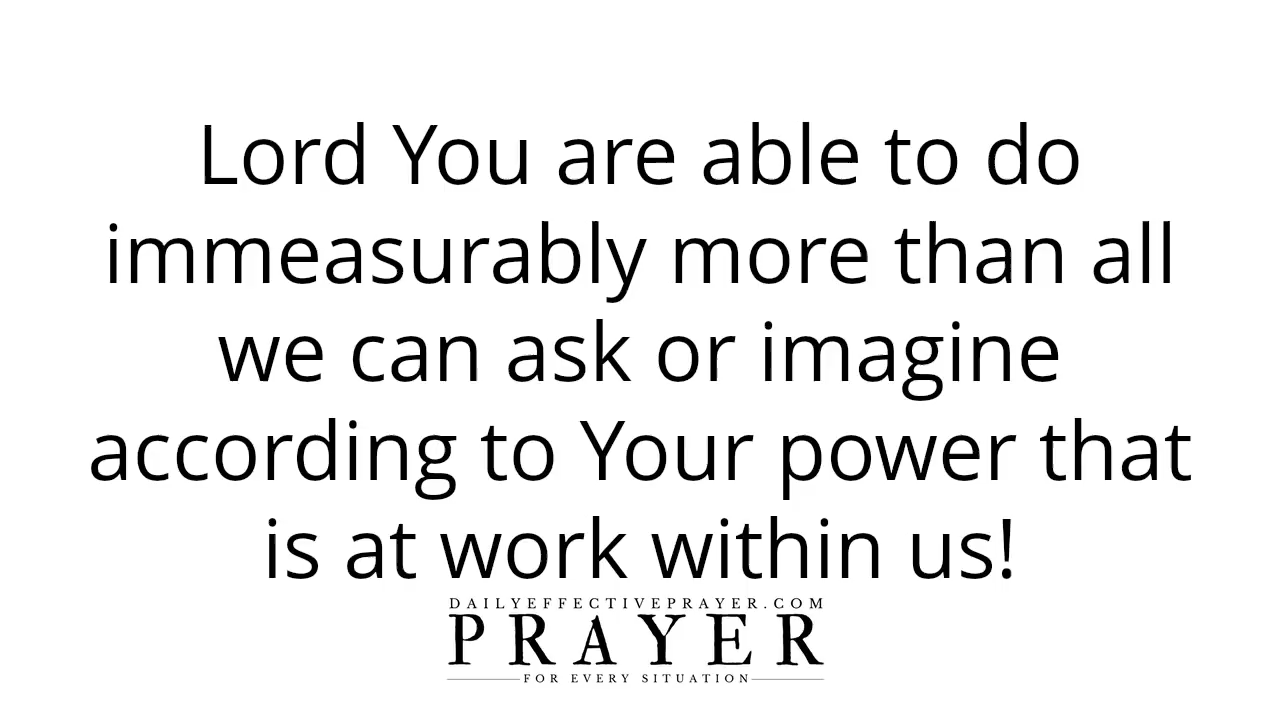 Lord You are able to do
immeasurably more than all
we can ask or imagine
according to Your power that
is at work within us!
DAILYEFFECTIVEPRAYER.COM
PRAYER
FOR EVERY SITUATION